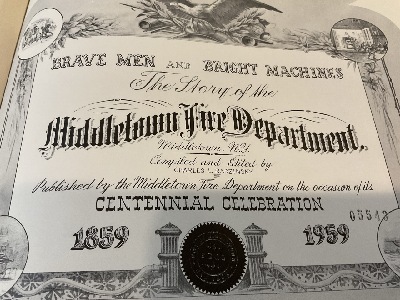 BRAVE MEN AND BRIGHT MACHINES
The Story of the
Middletown Fire Department
Middletown, N.Y.
Compiled and Edited by
CHARLES L.
Published by the Middletown Fire Department on the occasion of its
CENTENNIAL CELEBRATION
05543
1859 1959